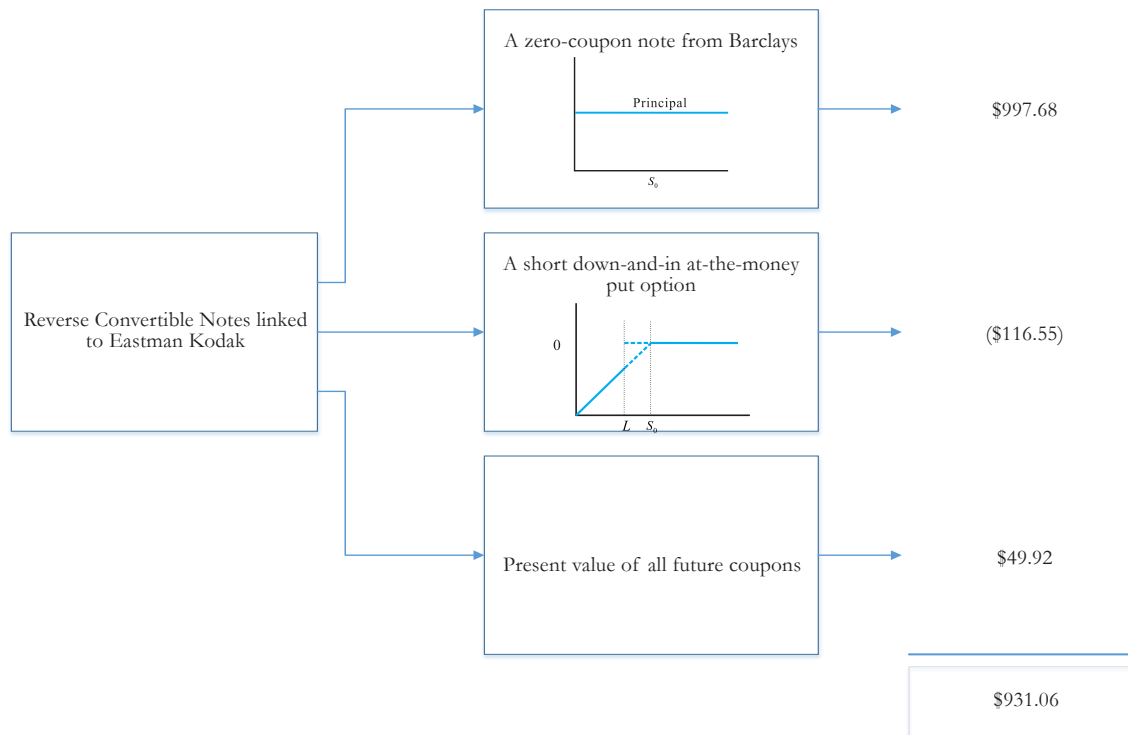 A zero-coupon note from Barclays
Principal
S₀
$997.68
Reverse Convertible Notes linked
to Eastman Kodak
A short down-and-in at-the-money
put option
0
L
S₀
($116.55)
Present value of all future coupons
$49.92
$931.06